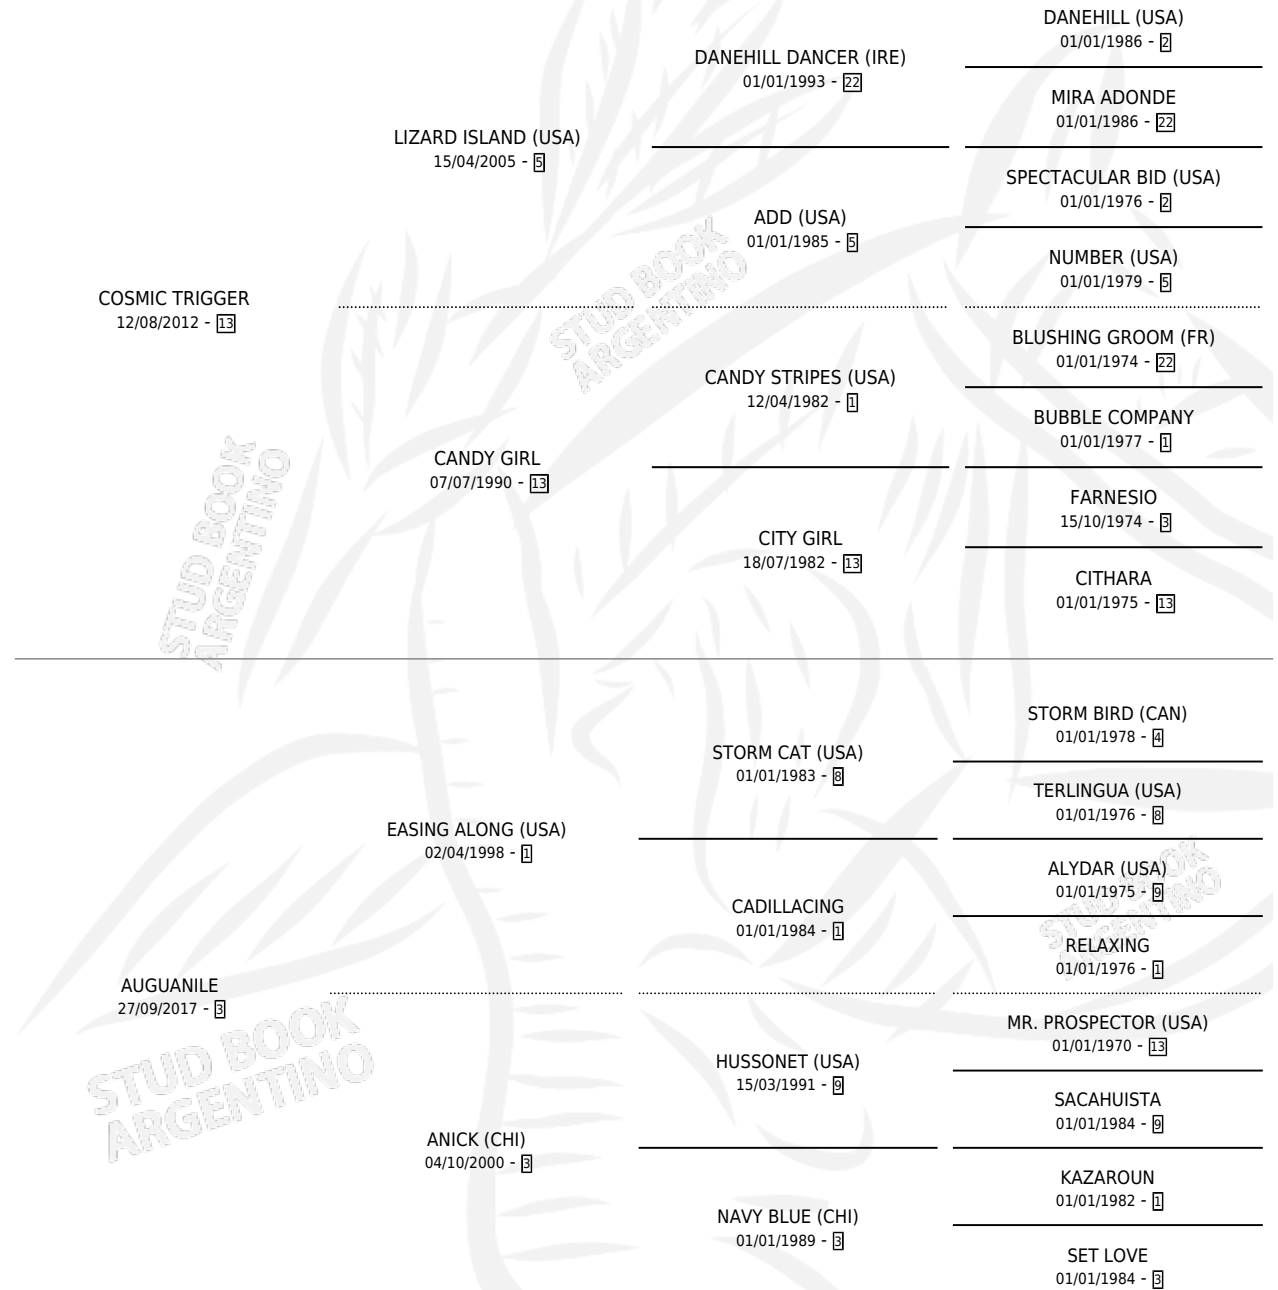 DANEHILL (USA)
01/01/1986 - 2
DANEHILL DANCER (IRE)
01/01/1993 - 22
MIRA ADONDE
01/01/1986 - 22
LIZARD ISLAND (USA)
15/04/2005 - 5
SPECTACULAR BID (USA)
01/01/1976 - 2
ADD (USA)
01/01/1985 - 5
NUMBER (USA)
01/01/1979 - 5
COSMIC TRIGGER
12/08/2012 - 13
STUD BOOK
ARGENTINO
BLUSHING GROOM (FR)
01/01/1974 - 22
CANDY STRIPES (USA)
12/04/1982 - 1
BUBBLE COMPANY
01/01/1977 - 1
CANDY GIRL
07/07/1990 - 13
FARNESIO
15/10/1974 - 3
CITY GIRL
18/07/1982 - 13
CITHARA
01/01/1975 - 13
STUD BOOK
ARGENTINO
STORM BIRD (CAN)
01/01/1978 - 4
STORM CAT (USA)
01/01/1983 - 8
TERLINGUA (USA)
01/01/1976 - 8
EASING ALONG (USA)
02/04/1998 - 1
ALYDAR (USA)
01/01/1975 - 9
CADILLACING
01/01/1984 - 1
STUD BOOK
ARGENTINO
RELAXING
01/01/1976 - 1
AUGUANILE
27/09/2017 - 3
MR. PROSPECTOR (USA)
01/01/1970 - 13
HUSSONET (USA)
15/03/1991 - 9
STUD BOOK
ARGENTINO
SACAHUISTA
01/01/1984 - 9
ANICK (CHI)
04/10/2000 - 3
KAZAROUN
01/01/1982 - 1
NAVY BLUE (CHI)
01/01/1989 - 3
SET LOVE
01/01/1984 - 3